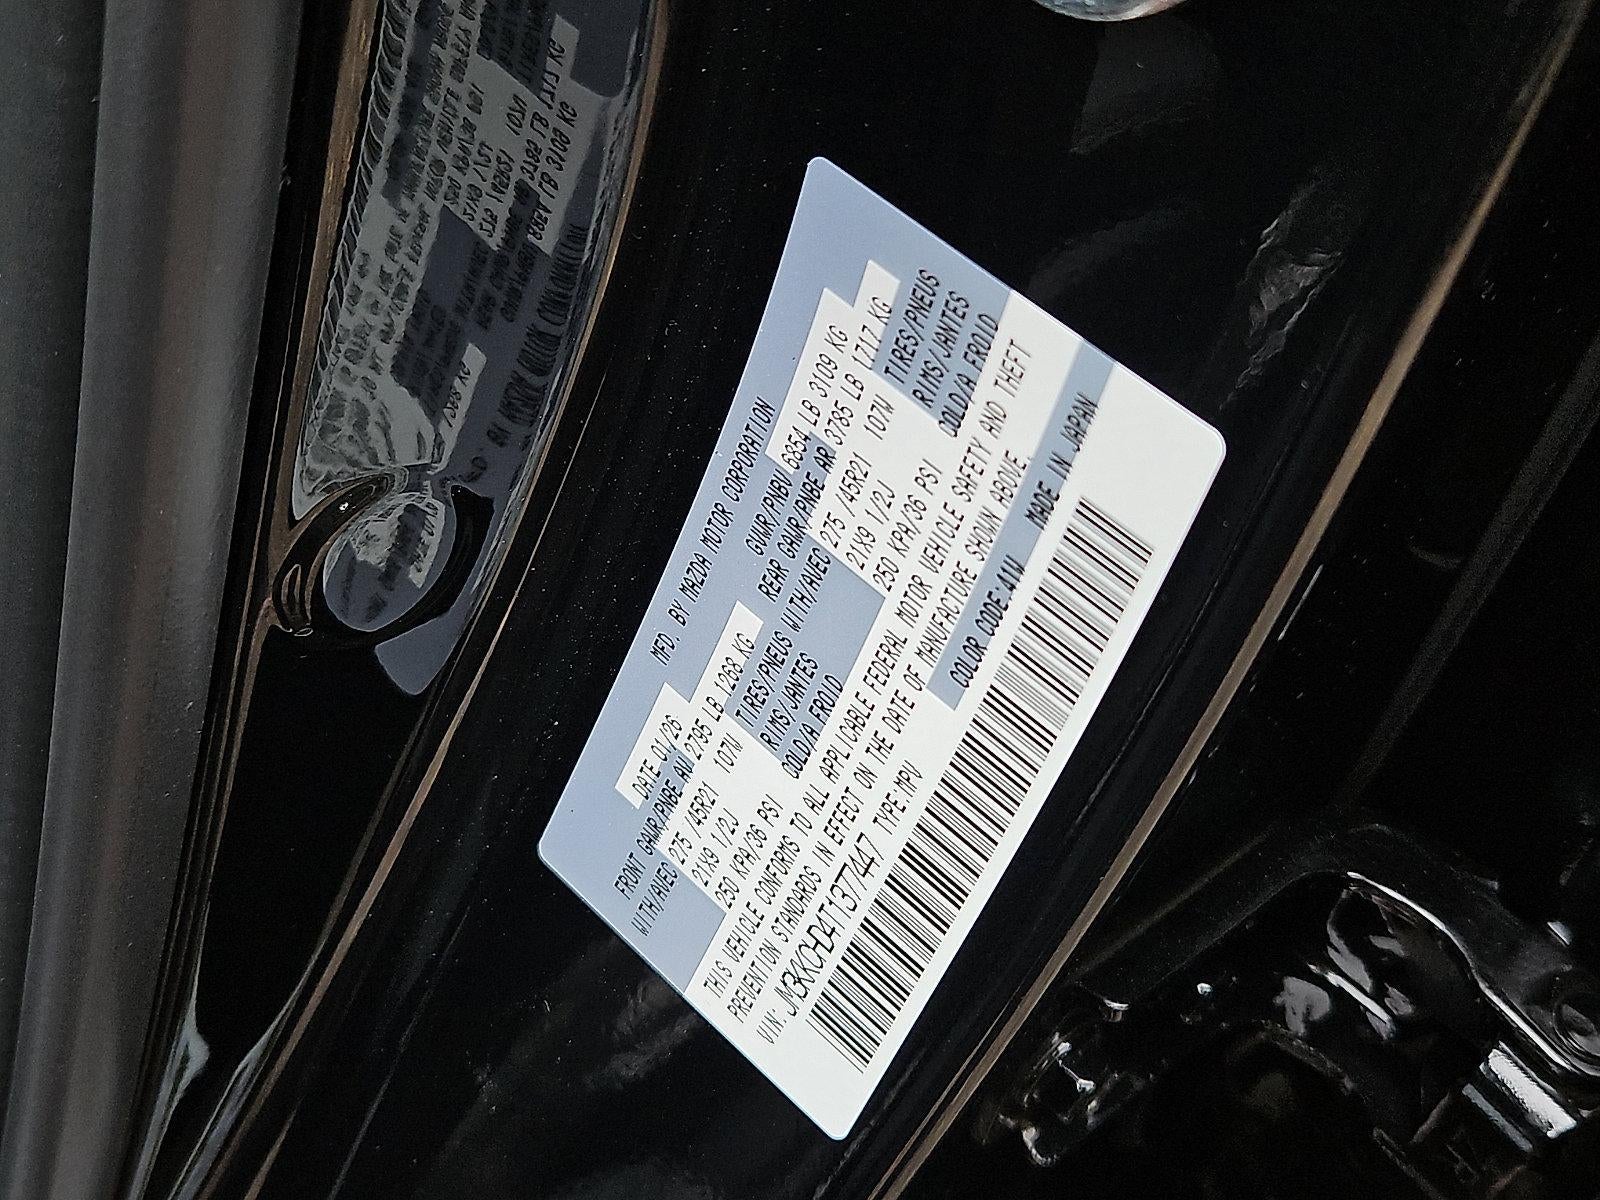 MFD. BY MAZDA MOTOR CORPORATION
DATE 01/26 GVWR/PNBV 6854 LB 3109 KG
FRONT GAWR/PNBE AV 2795 LB 1268 KG REAR GAWR/PNBE AR 3785 LB 1717 KG
WITH/AVEC 275 /45R21 107W TIRES/PNEUS WITH/AVEC 275 /45R21 107W TIRES/PNEUS
21X9 1/2J RIMS/JANTES 21X9 1/2J RIMS/JANTES
250 KPA/36 PSI COLD/A FROID 250 KPA/36 PSI COLD/A FROID
THIS VEHICLE CONFORMS TO ALL APPLICABLE FEDERAL MOTOR VEHICLE SAFETY AND THEFT
PREVENTION STANDARDS IN EFFECT ON THE DATE OF MANUFACTURE SHOWN ABOVE.
VIN: JM3KKCHD4T1377447 TYPE:MPV COLOR CODE:41W MADE IN JAPAN